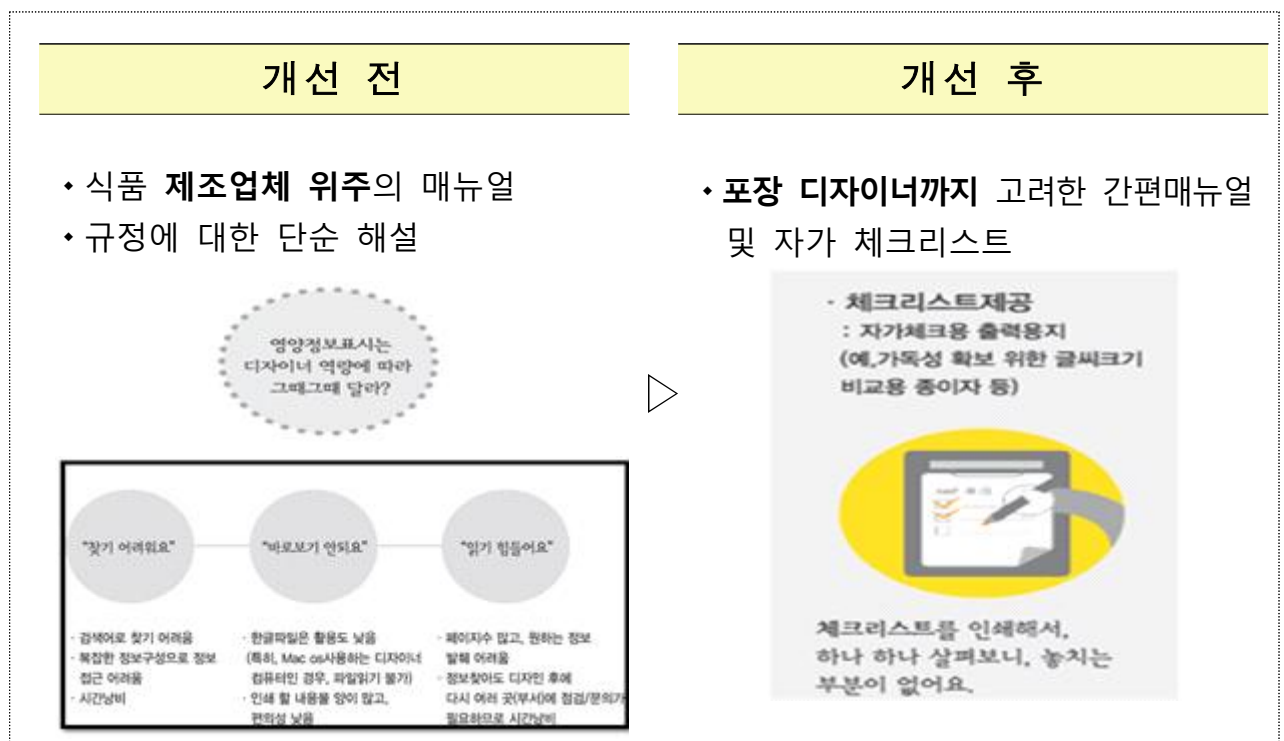 개선 전
· 식품 제조업체 위주의 매뉴얼
· 규정에 대한 단순 해설
영양정보표시는
디자이너 역량에 따라
그때그때 달라?
"찾기 어려워요"
"바로보기 안되요"
"읽기 힘들어요"
· 검색어로 찾기 어려움
· 복잡한 정보구성으로 정보
접근 어려움
· 시간낭비
· 한글파일은 활용도 낮음
(특히, Mac os사용하는 디자이너
컴퓨터인 경우, 파일읽기 불가)
· 인쇄 할 내용물 양이 많고,
편의성 낮음
· 페이지수 많고, 원하는 정보
발췌 어려움
· 정보찾아도 디자인 후에
다시 여러 곳(부서)에 점검/문의가
필요하므로 시간낭비
개선 후
· 포장 디자이너까지 고려한 간편매뉴얼
및 자가 체크리스트
· 체크리스트제공
: 자가체크용 출력용지
(예,가독성 확보 위한 글씨크기
비교용 종이자 등)
체크리스트를 인쇄해서,
하나 하나 살펴보니, 놓치는
부분이 없어요.